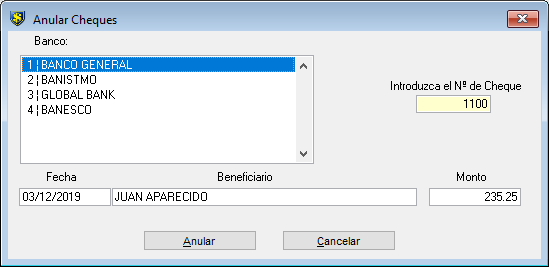 Anular Cheques
Banco:
1 ¦ BANCO GENERAL
2 ¦ BANISTMO
3 ¦ GLOBAL BANK
4 ¦ BANESCO
Introduzca el Nº de Cheque
1100
Fecha Beneficiario Monto
03/12/2019 JUAN APARECIDO 235.25
Anular Cancelar